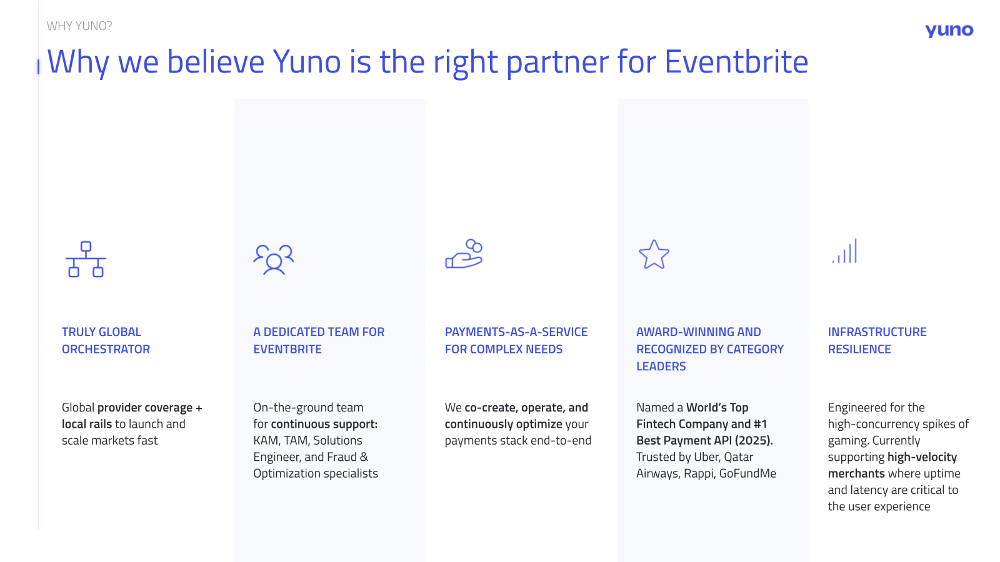 WHY YUNO?
yuno
Why we believe Yuno is the right partner for Eventbrite
TRULY GLOBAL
ORCHESTRATOR
Global provider coverage +
local rails to launch and
scale markets fast
A DEDICATED TEAM FOR
EVENTBRITE
On-the-ground team
for continuous support:
KAM, TAM, Solutions
Engineer, and Fraud &
Optimization specialists
PAYMENTS-AS-A-SERVICE
FOR COMPLEX NEEDS
We co-create, operate, and
continuously optimize your
payments stack end-to-end
AWARD-WINNING AND
RECOGNIZED BY CATEGORY
LEADERS
Named a World’s Top
Fintech Company and #1
Best Payment API (2025).
Trusted by Uber, Qatar
Airways, Rappi, GoFundMe
INFRASTRUCTURE
RESILIENCE
Engineered for the
high-concurrency spikes of
gaming. Currently
supporting high-velocity
merchants where uptime
and latency are critical to
the user experience